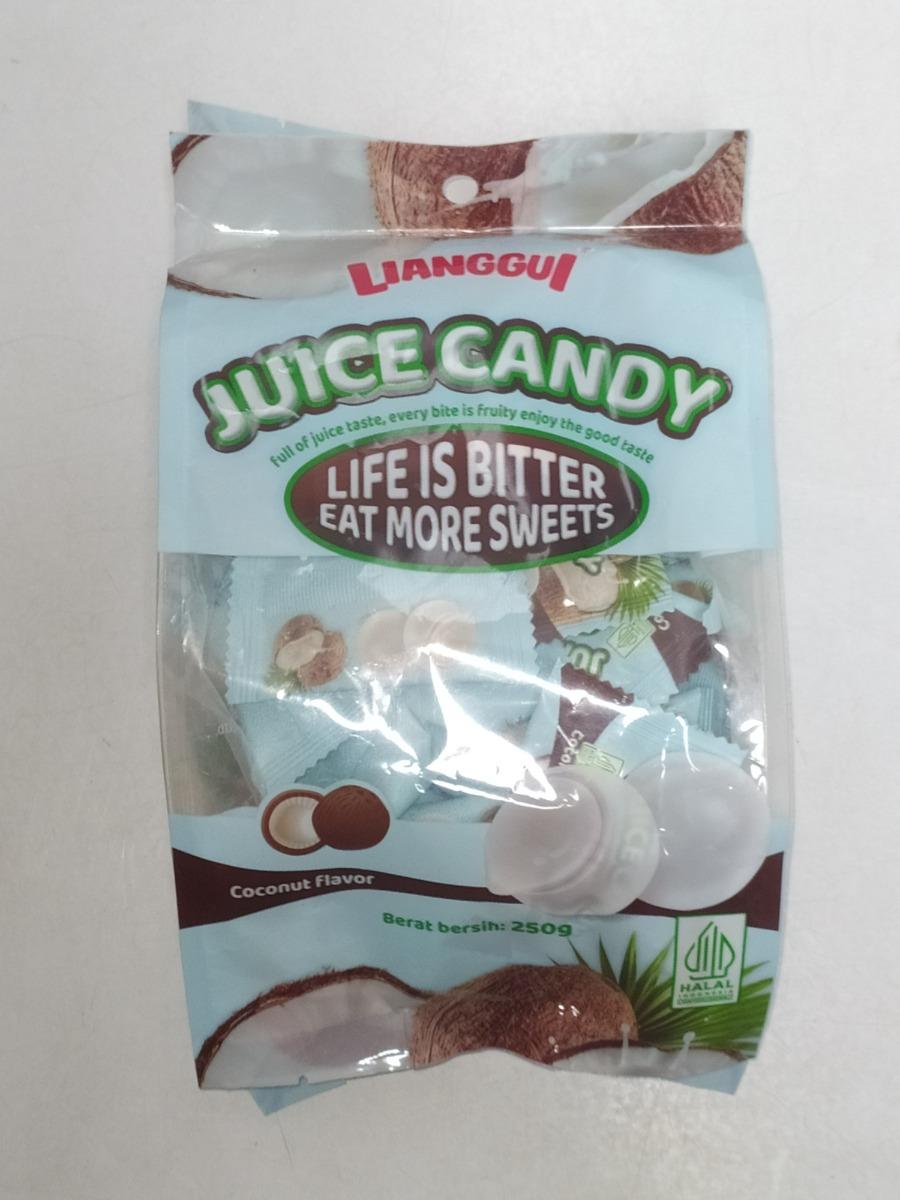 LIANGGUI
JUICE CANDY
full of juice taste, every bite is fruity enjoy the good taste
LIFE IS BITTER
EAT MORE SWEETS
Coconut flavor
Berat bersih: 250g
HALAL
INDONESIA